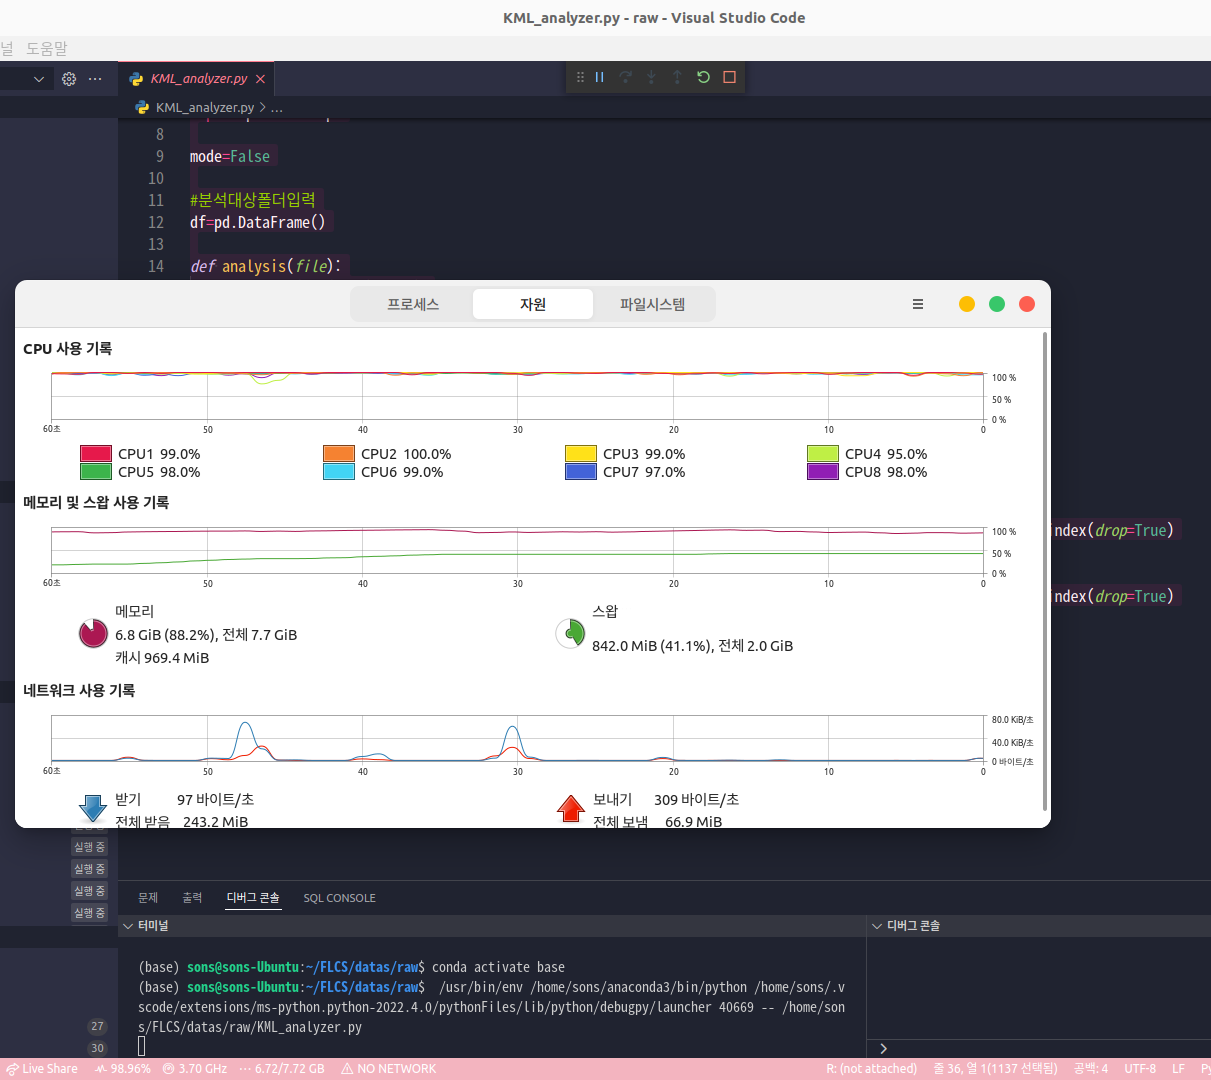 KML_analyzer.py - raw - Visual Studio Code
널 도움말
KML_analyzer.py
KML_analyzer.py > ...
8
9 mode=False
10
11 #분석대상폴더입력
12 df=pd.DataFrame()
13
14 def analysis(file):
프로세스 자원 파일시스템
CPU 사용 기록
100 %
50 %
0 %
60초 50 40 30 20 10 0
CPU1 99.0% CPU2 100.0% CPU3 99.0% CPU4 95.0%
CPU5 98.0% CPU6 99.0% CPU7 97.0% CPU8 98.0%
메모리 및 스왑 사용 기록
100 %
50 %
0 %
60초 50 40 30 20 10 0
index(drop=True)
index(drop=True)
메모리
6.8 GiB (88.2%), 전체 7.7 GiB
캐시 969.4 MiB
스왑
842.0 MiB (41.1%), 전체 2.0 GiB
네트워크 사용 기록
80.0 KiB/초
40.0 KiB/초
0 바이트/초
60초 50 40 30 20 10 0
받기 97 바이트/초
전체 받음 243.2 MiB
보내기 309 바이트/초
전체 보냄 66.9 MiB
실행 중
실행 중
실행 중
실행 중
문제 출력 디버그 콘솔 SQL CONSOLE
터미널
디버그 콘솔
(base) sons@sons-Ubuntu:~/FLCS/datas/raw$ conda activate base
(base) sons@sons-Ubuntu:~/FLCS/datas/raw$ /usr/bin/env /home/sons/anaconda3/bin/python /home/sons/.v
scode/extensions/ms-python.python-2022.4.0/pythonFiles/lib/python/debugpy/launcher 40669 -- /home/son
s/FLCS/datas/raw/KML_analyzer.py
27
30
>
Live Share 98.96% 3.70 GHz ··· 6.72/7.72 GB NO NETWORK R: (not attached) 줄 36, 열 1(1137 선택됨) 공백: 4 UTF-8 LF Py